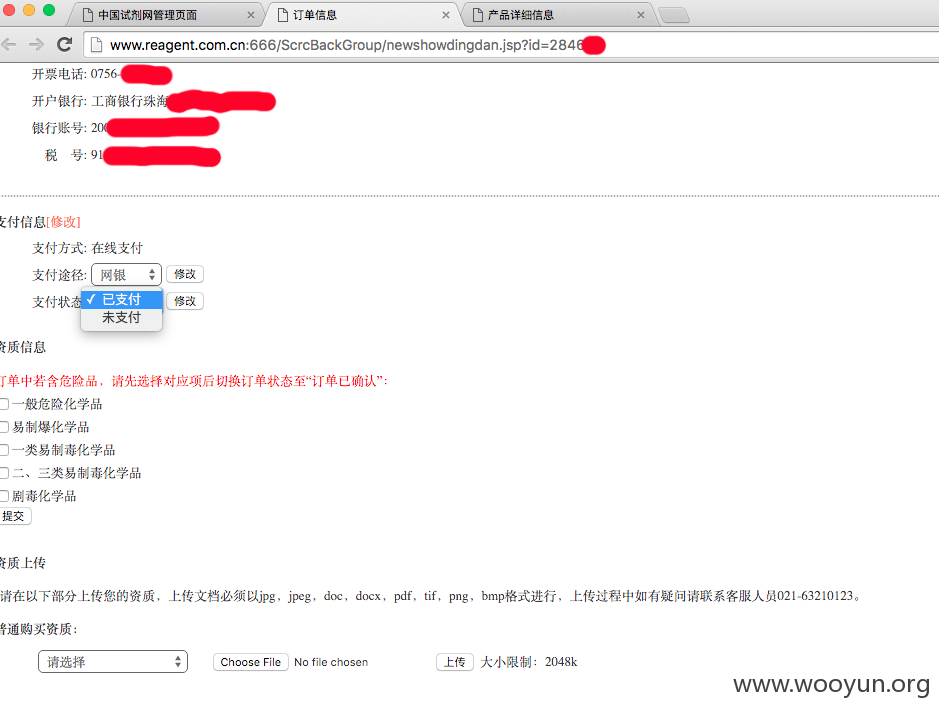 中国试剂网管理页面
订单信息
产品详细信息
www.reagent.com.cn:666/ScrcBackGroup/newshowdingdan.jsp?id=2846
开票电话: 0756-
开户银行: 工商银行珠海
银行账号: 200
税 号: 91
支付信息[修改]
支付方式: 在线支付
支付途径: 网银 修改
支付状态 修改
✓ 已支付
未支付
资质信息
订单中若含危险品，请先选择对应项后切换订单状态至“订单已确认”：
一般危险化学品
易制爆化学品
一类易制毒化学品
二、三类易制毒化学品
剧毒化学品
提交
资质上传
请在以下部分上传您的资质，上传文档必须以jpg，jpeg，doc，docx，pdf，tif，png，bmp格式进行，上传过程中如有疑问请联系客服人员021-63210123。
普通购买资质：
请选择 Choose File No file chosen 上传 大小限制：2048k
www.wooyun.org